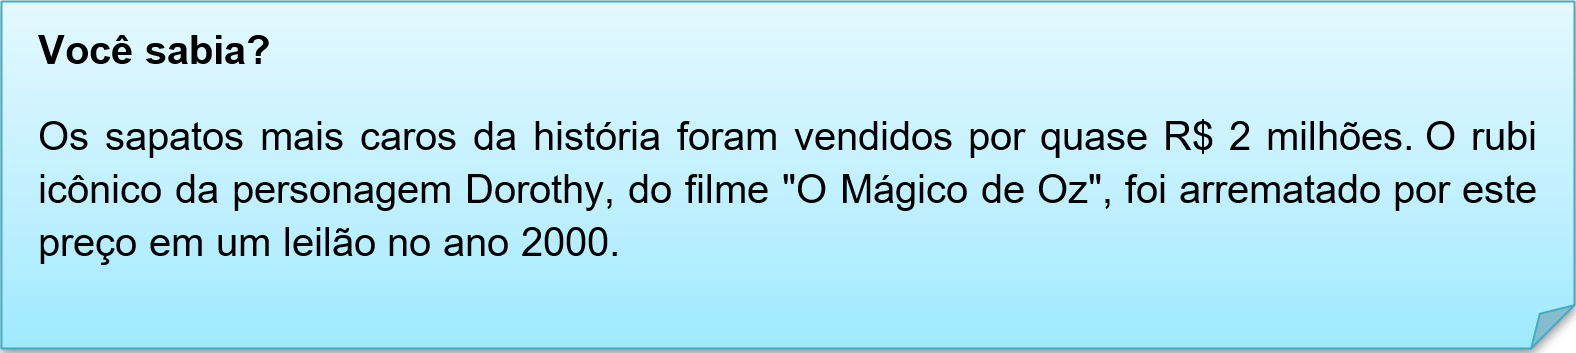 Você sabia?
Os sapatos mais caros da história foram vendidos por quase R$ 2 milhões. O rubi
icônico da personagem Dorothy, do filme "O Mágico de Oz", foi arrematado por este
preço em um leilão no ano 2000.